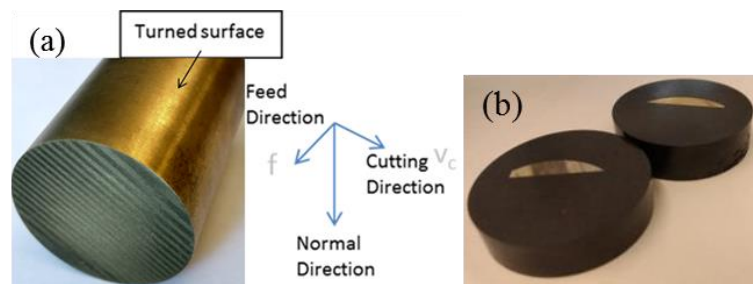 (a)
Turned surface
Feed
Direction
f
Cutting
Direction
Vc
Normal
Direction
(b)